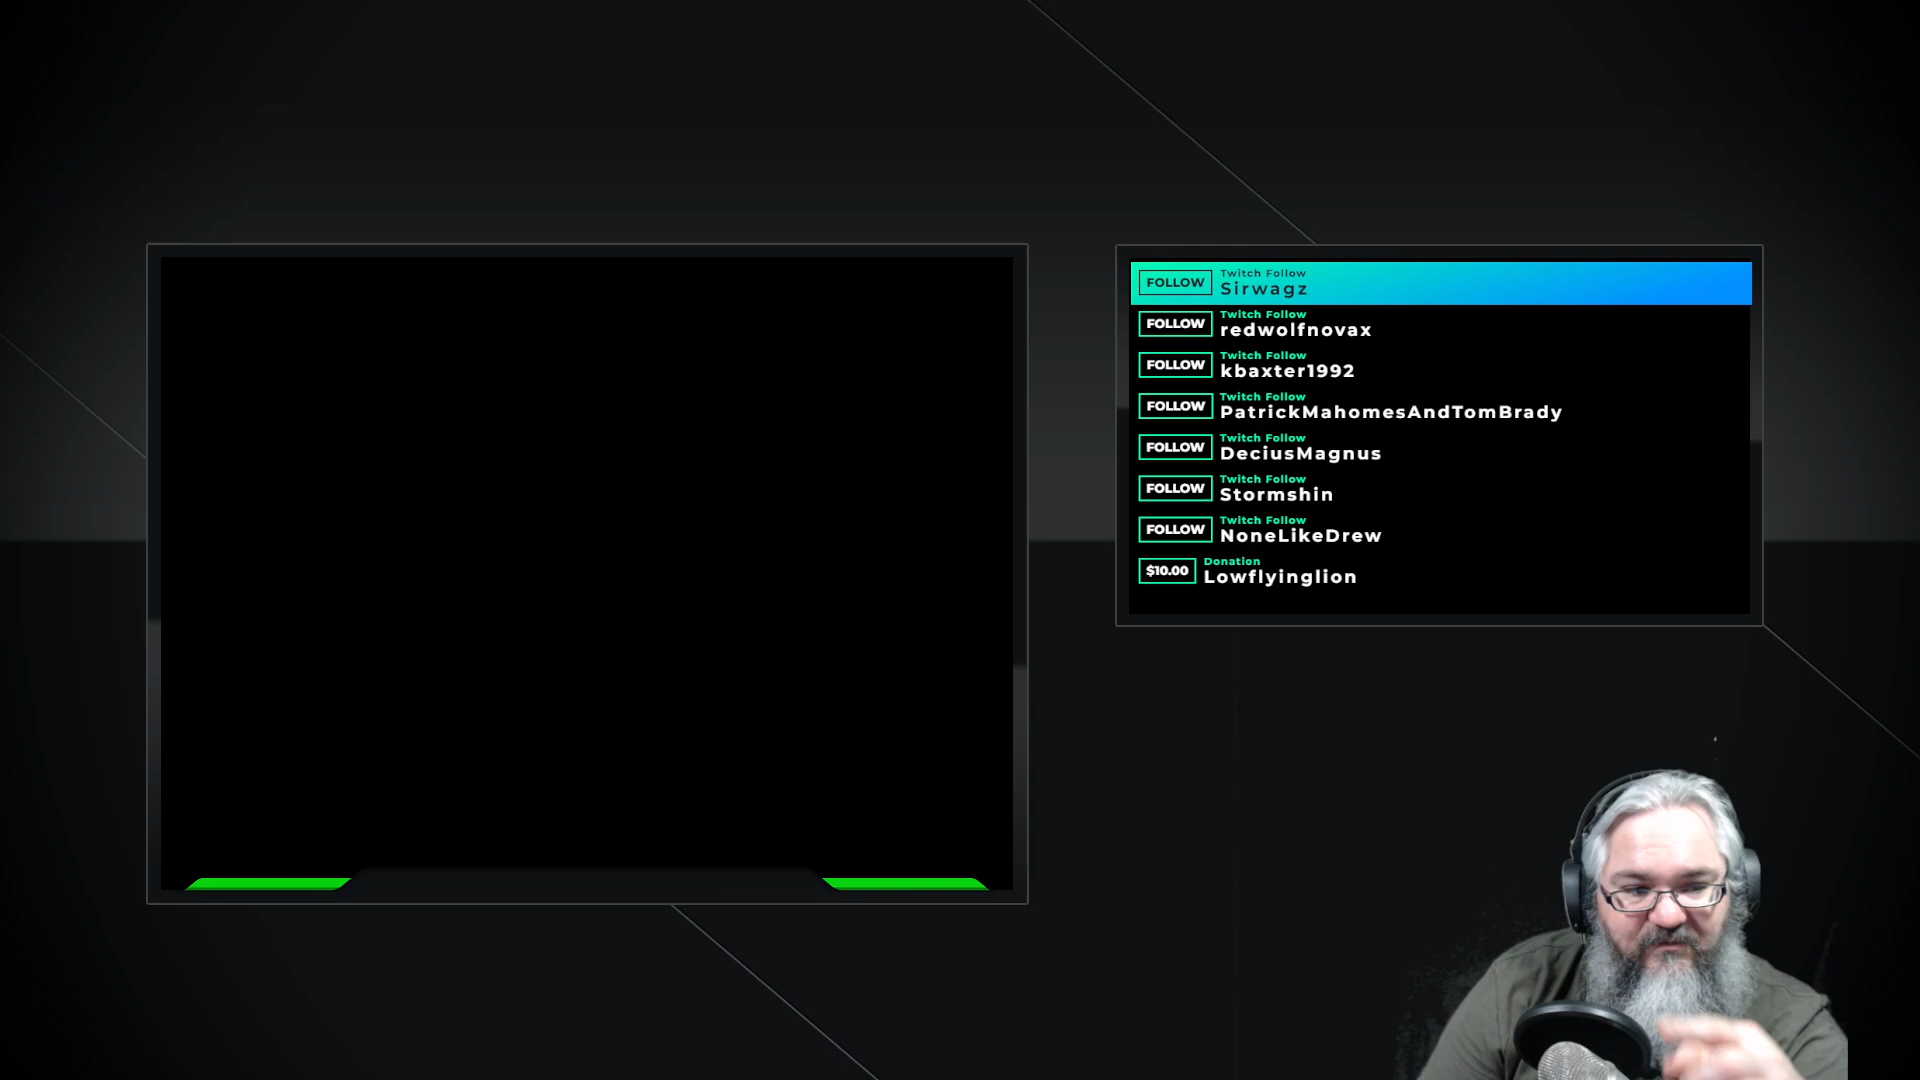 FOLLOW
Twitch Follow
Sirwagz
FOLLOW
Twitch Follow
redwolfnovax
FOLLOW
Twitch Follow
kbaxter1992
FOLLOW
Twitch Follow
PatrickMahomesAndTomBrady
FOLLOW
Twitch Follow
DeciusMagnus
FOLLOW
Twitch Follow
Stormshin
FOLLOW
Twitch Follow
NoneLikeDrew
$10.00
Donation
Lowflyinglion